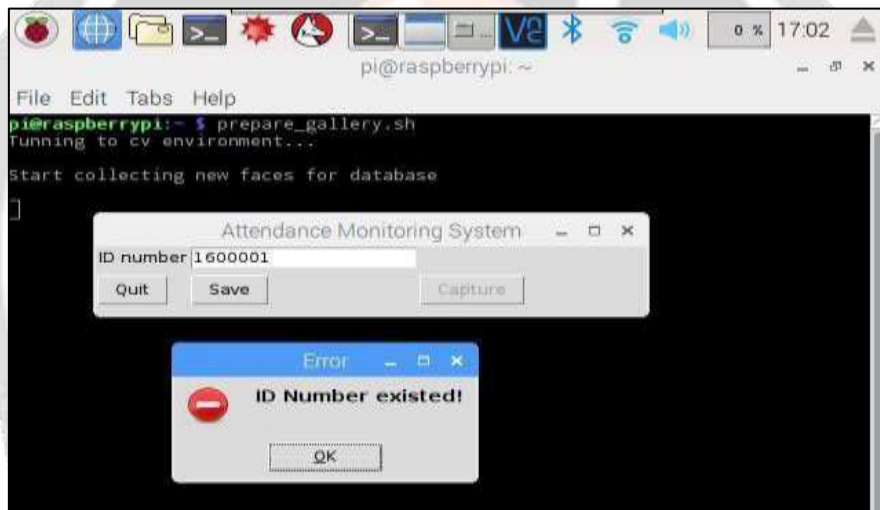 0 % 17:02
pi@raspberrypi: ~
File Edit Tabs Help
pi@raspberrypi:~ $ prepare_gallery.sh
Tunning to cv environment...
Start collecting new faces for database
Attendance Monitoring System
ID number 1600001
Quit Save Capture
Error
ID Number existed!
OK